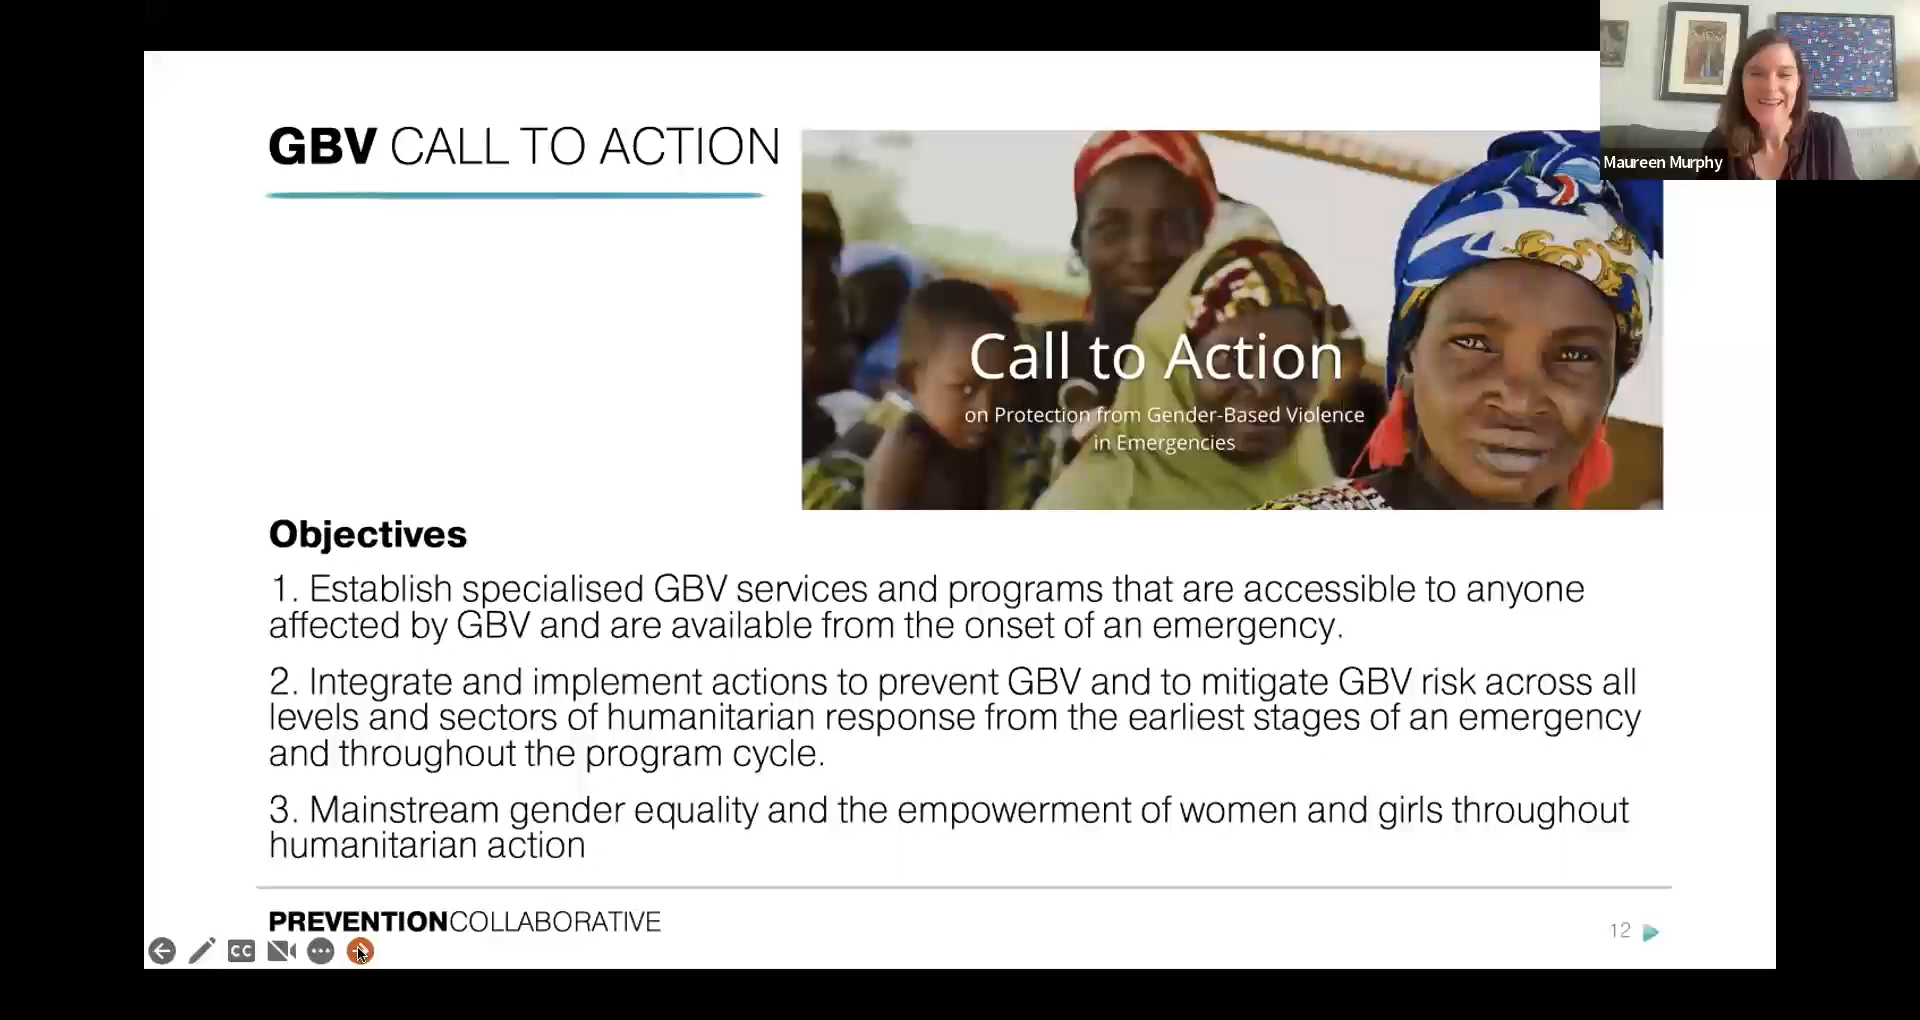 GBV CALL TO ACTION
Maureen Murphy
Call to Action
on Protection from Gender-Based Violence
in Emergencies
Objectives
1. Establish specialised GBV services and programs that are accessible to anyone
affected by GBV and are available from the onset of an emergency.
2. Integrate and implement actions to prevent GBV and to mitigate GBV risk across all
levels and sectors of humanitarian response from the earliest stages of an emergency
and throughout the program cycle.
3. Mainstream gender equality and the empowerment of women and girls throughout
humanitarian action
PREVENTIONCOLLABORATIVE
12
CC